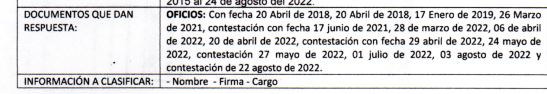 2015 al 24 de agosto del 2022.
DOCUMENTOS QUE DAN RESPUESTA:
OFICIOS: Con fecha 20 Abril de 2018, 20 Abril de 2018, 17 Enero de 2019, 26 Marzo
de 2021, contestación con fecha 17 junio de 2021, 28 de marzo de 2022, 06 de abril
de 2022, 20 de abril de 2022, contestación con fecha 29 abril de 2022, 24 mayo de
2022, contestación 27 mayo de 2022, 01 julio de 2022, 03 agosto de 2022 y
contestación de 22 agosto de 2022.
INFORMACIÓN A CLASIFICAR:
- Nombre - Firma - Cargo